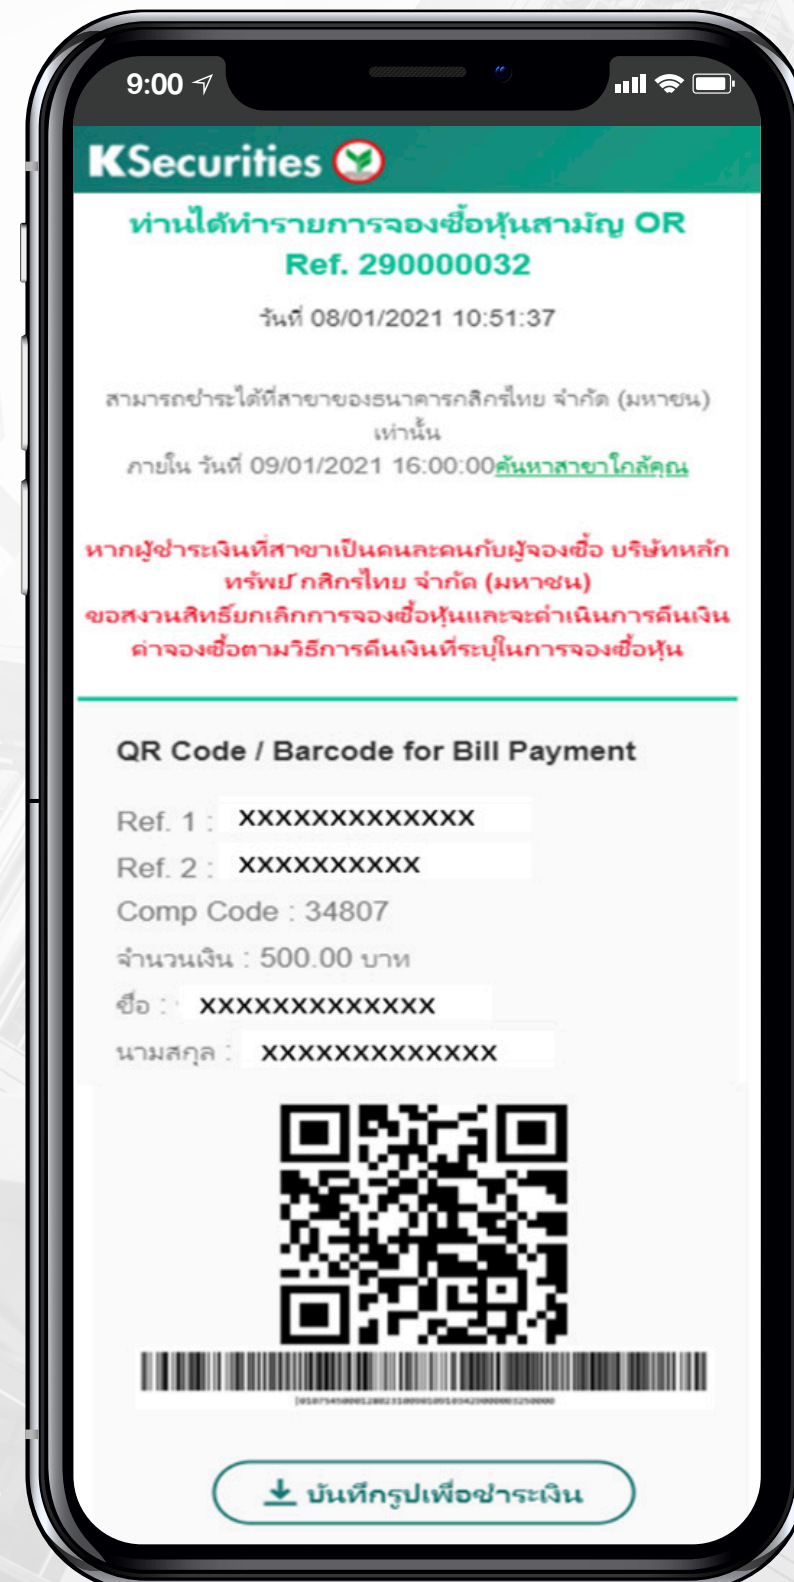 9:00
KSecurities
ท่านได้ทำรายการจองซื้อหุ้นสามัญ OR
Ref. 290000032
วันที่ 08/01/2021 10:51:37
สามารถชำระได้ที่สาขาของธนาคารกสิกรไทย จำกัด (มหาชน)
เท่านั้น
ภายใน วันที่ 09/01/2021 16:00:00ค้นหาสาขาใกล้คุณ
หากผู้ชำระเงินที่สาขาเป็นคนละคนกับผู้จองซื้อ บริษัทหลัก
ทรัพย์ กสิกรไทย จำกัด (มหาชน)
ขอสงวนสิทธิ์ยกเลิกการจองซื้อหุ้นและจะดำเนินการคืนเงิน
ค่าจองซื้อตามวิธีการคืนเงินที่ระบุในการจองซื้อหุ้น
QR Code / Barcode for Bill Payment
Ref. 1 : XXXXXXXXXXXXX
Ref. 2 : XXXXXXXXXX
Comp Code : 34807
จำนวนเงิน : 500.00 บาท
ชื่อ : XXXXXXXXXXXXX
นามสกุล : XXXXXXXXXXXXX
บันทึกรูปเพื่อชำระเงิน